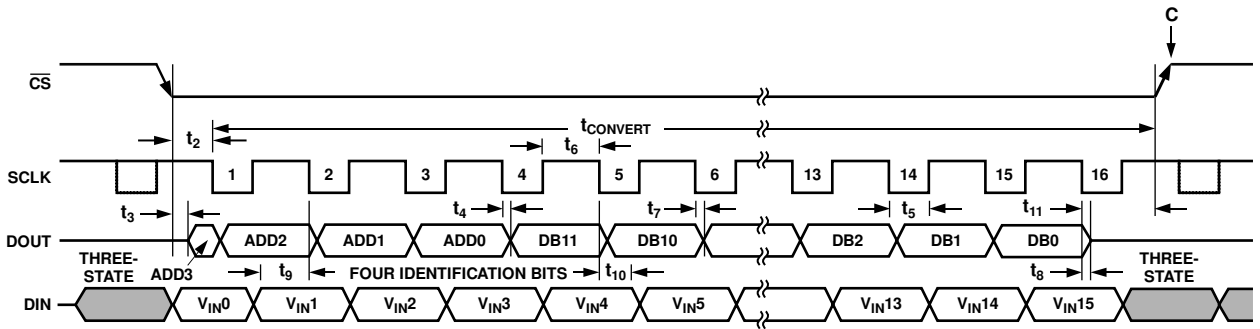 C
CS
tCONVERT
t2
t6
SCLK
1 2 3 4 5 6 13 14 15 16
t3 t4 t7 t5 t11
DOUT
ADD3 ADD2 ADD1 ADD0 DB11 DB10 DB2 DB1 DB0
THREE-
STATE
t9 FOUR IDENTIFICATION BITS t10 t8
THREE-
STATE
DIN
VIN0 VIN1 VIN2 VIN3 VIN4 VIN5 VIN13 VIN14 VIN15